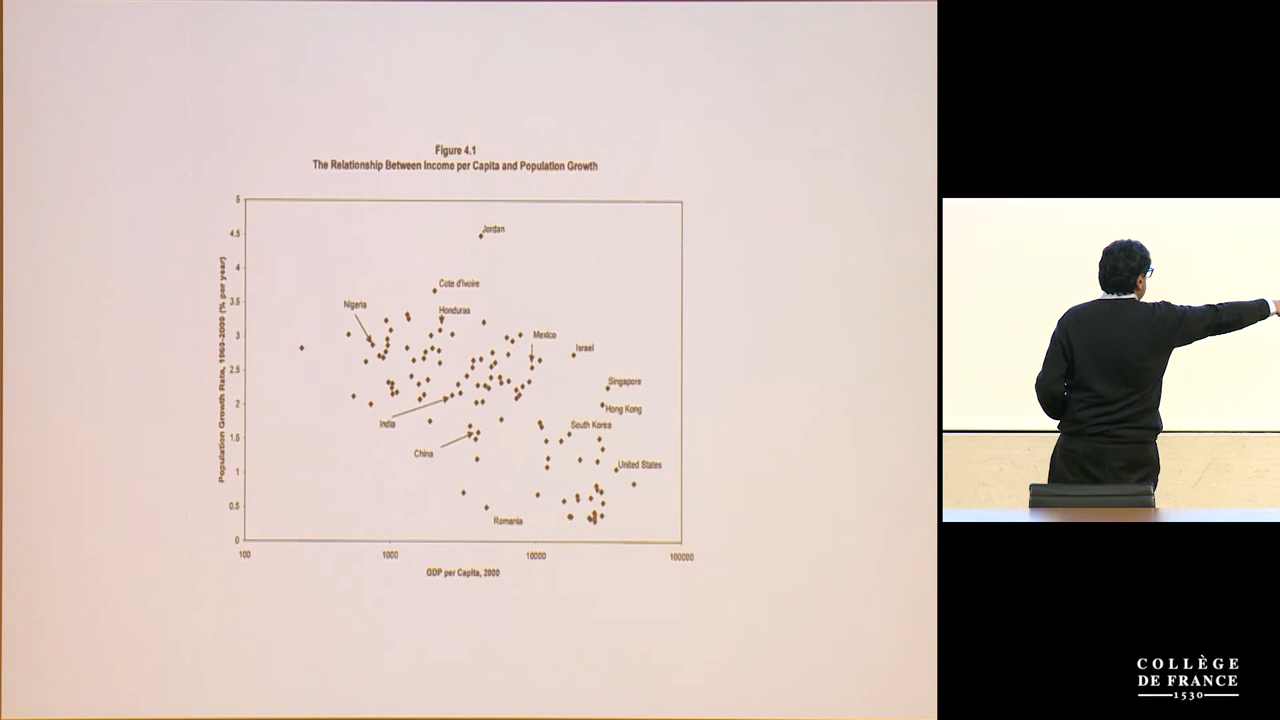 Figure 4.1
The Relationship Between Income per Capita and Population Growth
Population Growth Rate, 1960-2000 (% per year)
5
4.5
4
3.5
3
2.5
2
1.5
1
0.5
0
Jordan
Cote d'Ivoire
Nigeria
Honduras
Mexico
Israel
Singapore
Hong Kong
India
South Korea
China
United States
Romania
100
1000
10000
100000
GDP per Capita, 2000
COLLÈGE
DE FRANCE
1530